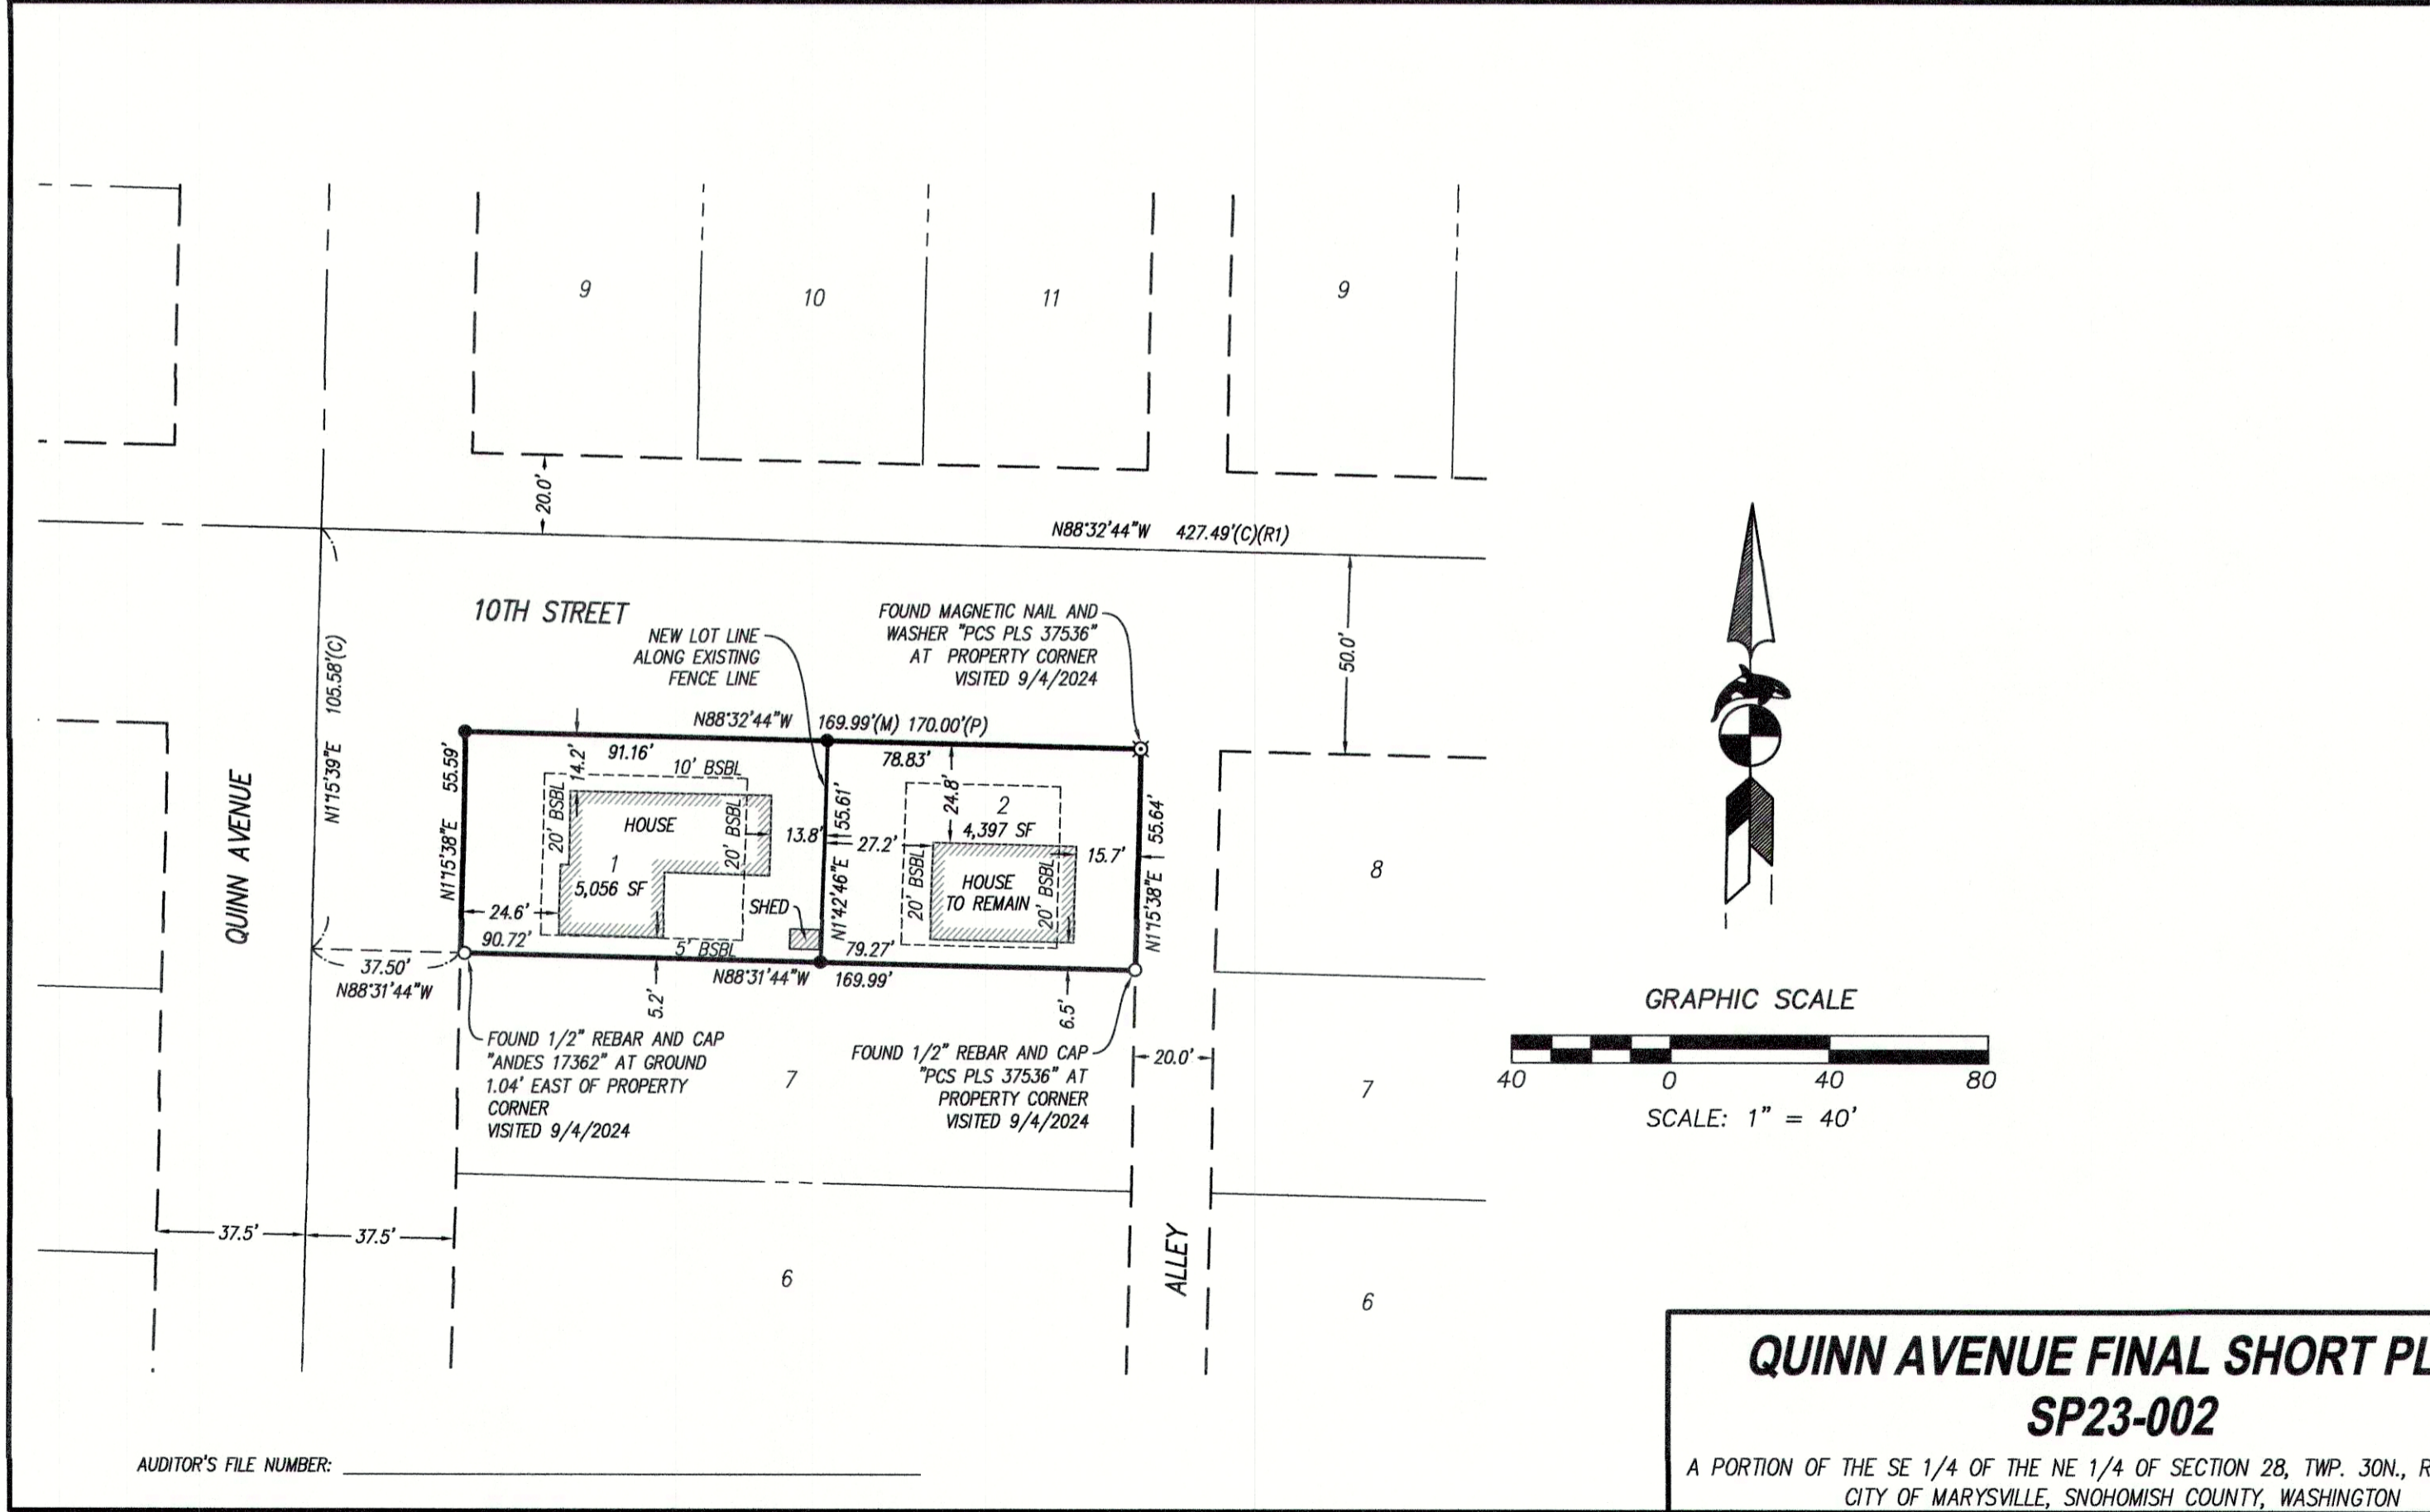 9
10
11
9
20.0'
N88°32'44"W 427.49'(C)(R1)
10TH STREET
NEW LOT LINE
ALONG EXISTING
FENCE LINE
FOUND MAGNETIC NAIL AND
WASHER "PCS PLS 37536"
AT PROPERTY CORNER
VISITED 9/4/2024
50.0'
N1°15'39"E 105.58'(C)
QUINN AVENUE
N88°32'44"W 169.99'(M) 170.00'(P)
91.16'
78.83'
N1°15'38"E 55.59'
14.2'
10' BSBL
20' BSBL
HOUSE
20' BSBL
13.8'
1
5,056 SF
24.6'
SHED
90.72'
5' BSBL
5.2'
N1°42'46"E 55.61'
27.2'
24.8'
2
4,397 SF
20' BSBL
HOUSE
TO REMAIN
20' BSBL
15.7'
N1°15'38"E 55.64'
79.27'
N88°31'44"W 169.99'
6.5'
8
37.50'
N88°31'44"W
FOUND 1/2" REBAR AND CAP
"ANDES 17362" AT GROUND
1.04' EAST OF PROPERTY
CORNER
VISITED 9/4/2024
FOUND 1/2" REBAR AND CAP
"PCS PLS 37536" AT
PROPERTY CORNER
VISITED 9/4/2024
20.0'
7
7
37.5'
37.5'
6
ALLEY
6
GRAPHIC SCALE
40 0 40 80
SCALE: 1" = 40'
AUDITOR'S FILE NUMBER:
QUINN AVENUE FINAL SHORT PL
SP23-002
A PORTION OF THE SE 1/4 OF THE NE 1/4 OF SECTION 28, TWP. 30N., R
CITY OF MARYSVILLE, SNOHOMISH COUNTY, WASHINGTON